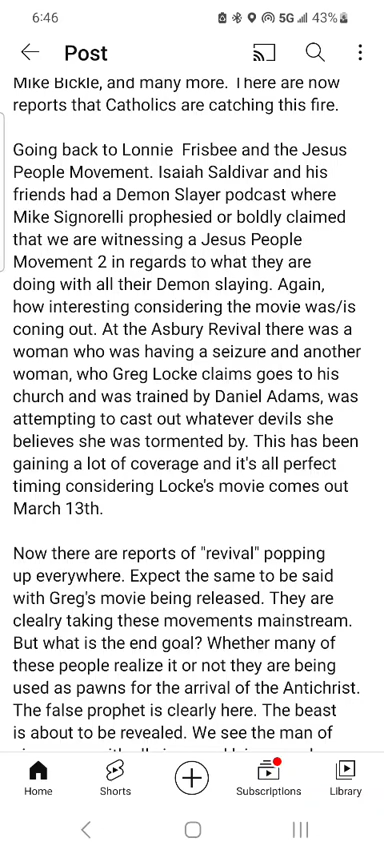 6:46
5G
43%
Post
Mike Bickle, and many more. There are now
reports that Catholics are catching this fire.
Going back to Lonnie  Frisbee and the Jesus
People Movement. Isaiah Saldivar and his
friends had a Demon Slayer podcast where
Mike Signorelli prophesied or boldly claimed
that we are witnessing a Jesus People
Movement 2 in regards to what they are
doing with all their Demon slaying. Again,
how interesting considering the movie was/is
coning out. At the Asbury Revival there was a
woman who was having a seizure and another
woman, who Greg Locke claims goes to his
church and was trained by Daniel Adams, was
attempting to cast out whatever devils she
believes she was tormented by. This has been
gaining a lot of coverage and it's all perfect
timing considering Locke's movie comes out
March 13th.
Now there are reports of "revival" popping
up everywhere. Expect the same to be said
with Greg's movie being released. They are
clealry taking these movements mainstream.
But what is the end goal? Whether many of
these people realize it or not they are being
used as pawns for the arrival of the Antichrist.
The false prophet is clearly here. The beast
is about to be revealed. We see the man of
Home
Shorts
Subscriptions
Library